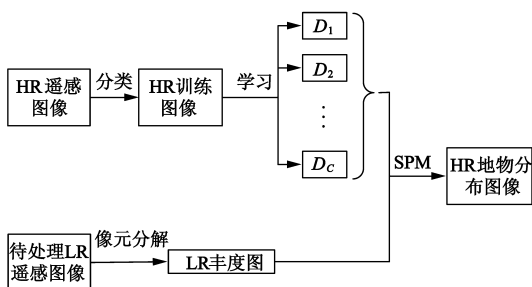 HR遥感
图像
分类
HR训练
图像
学习
D₁
D₂
⋮
D_C
SPM
HR地物分
布图像
待处理LR
遥感图像
像元分解
LR丰度图